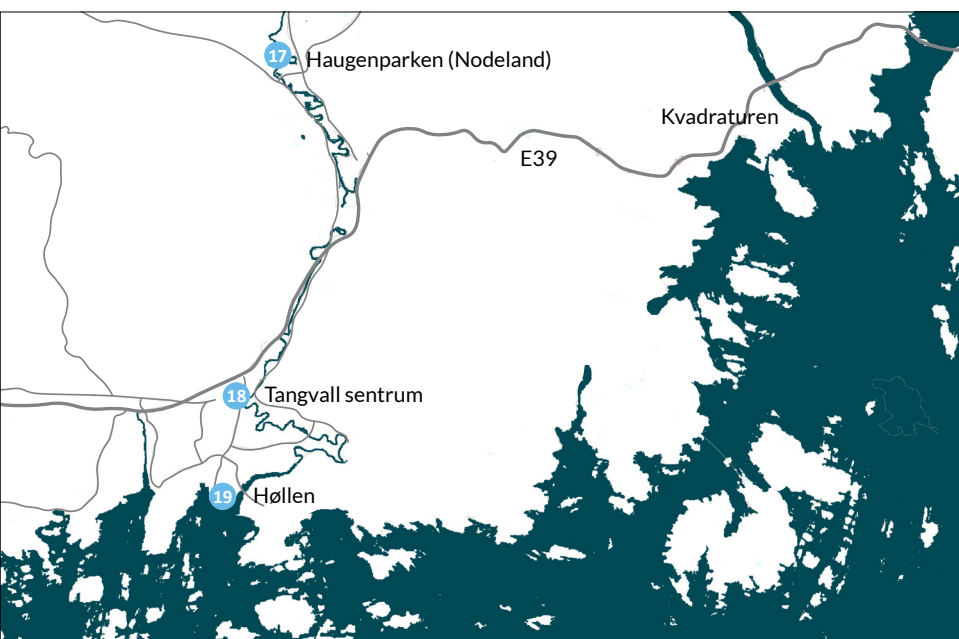 17 Haugenparken (Nodeland)
Kvadraturen
E39
18 Tangvall sentrum
19 Høllen